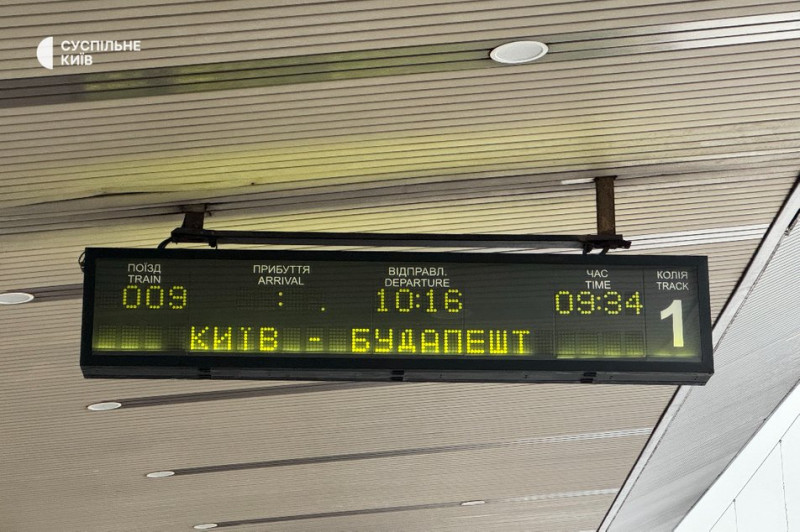 СУСПІЛЬНЕ
КИЇВ
ПОЇЗД ПРИБУТТЯ ВІДПРАВЛ. ЧАС КОЛІЯ
TRAIN ARRIVAL DEPARTURE TIME TRACK
009 : . 10:16 09:34 1
КИЇВ - БУДАПЕШТ